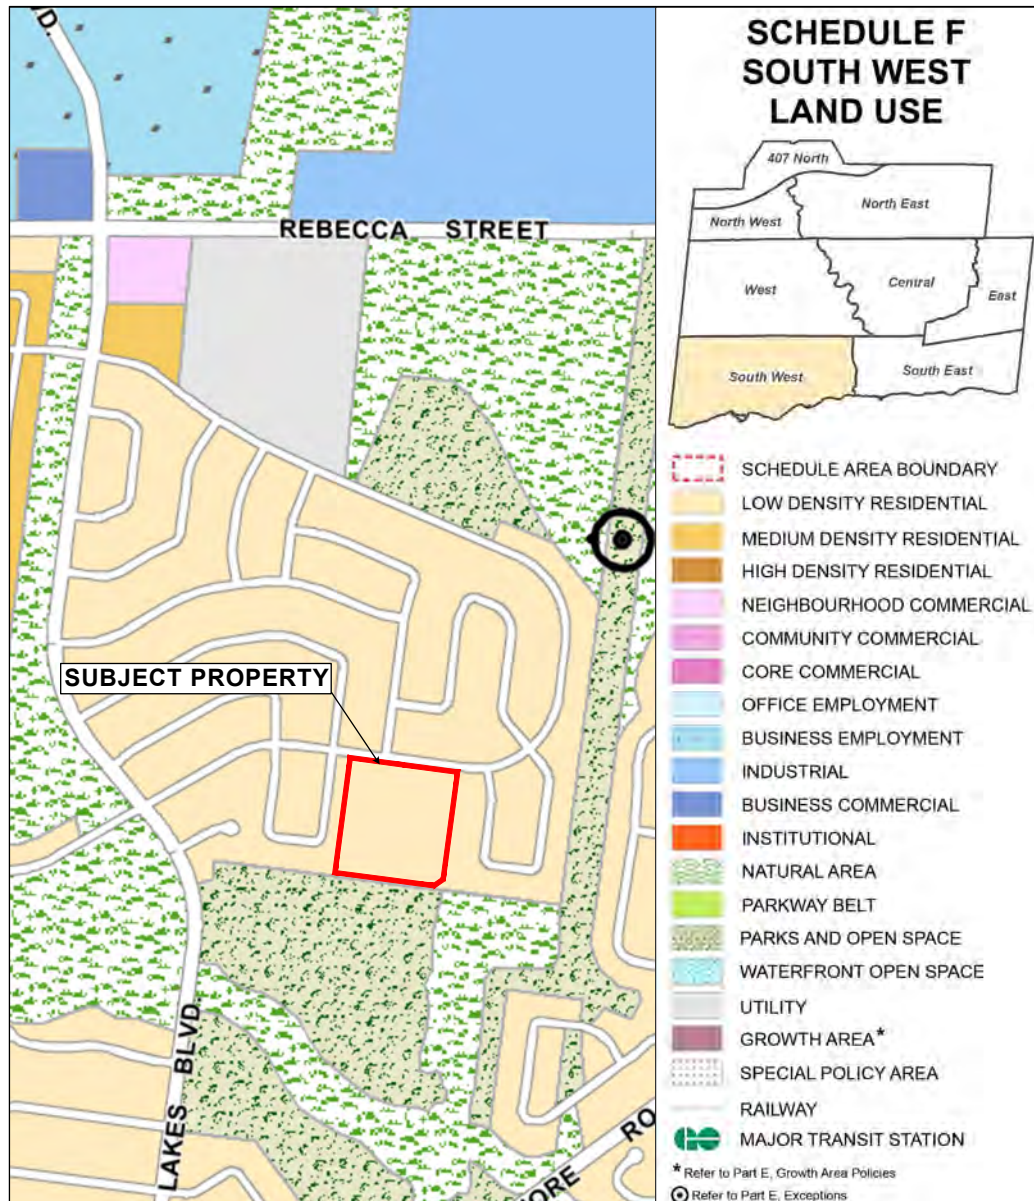 VD.
REBECCA STREET
SUBJECT PROPERTY
LAKES BLVD.
ORE RO
SCHEDULE F
SOUTH WEST
LAND USE
407 North
North West
North East
West
Central
East
South West
South East
SCHEDULE AREA BOUNDARY
LOW DENSITY RESIDENTIAL
MEDIUM DENSITY RESIDENTIAL
HIGH DENSITY RESIDENTIAL
NEIGHBOURHOOD COMMERCIAL
COMMUNITY COMMERCIAL
CORE COMMERCIAL
OFFICE EMPLOYMENT
BUSINESS EMPLOYMENT
INDUSTRIAL
BUSINESS COMMERCIAL
INSTITUTIONAL
NATURAL AREA
PARKWAY BELT
PARKS AND OPEN SPACE
WATERFRONT OPEN SPACE
UTILITY
GROWTH AREA*
SPECIAL POLICY AREA
RAILWAY
GO MAJOR TRANSIT STATION
* Refer to Part E, Growth Area Policies
Refer to Part E, Exceptions